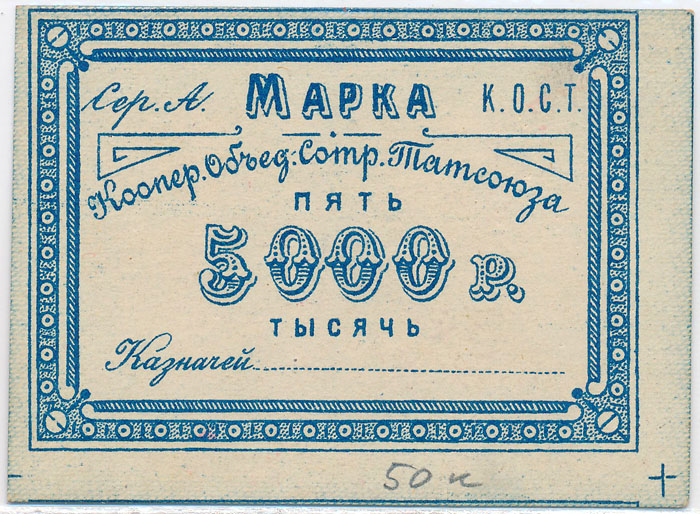 Сер. А. МАРКА К.О.С.Т.
Коопер. Объед: Сотр. Татсоюза
ПЯТЬ
5000 р.
ТЫСЯЧЬ
Казначей
50 к